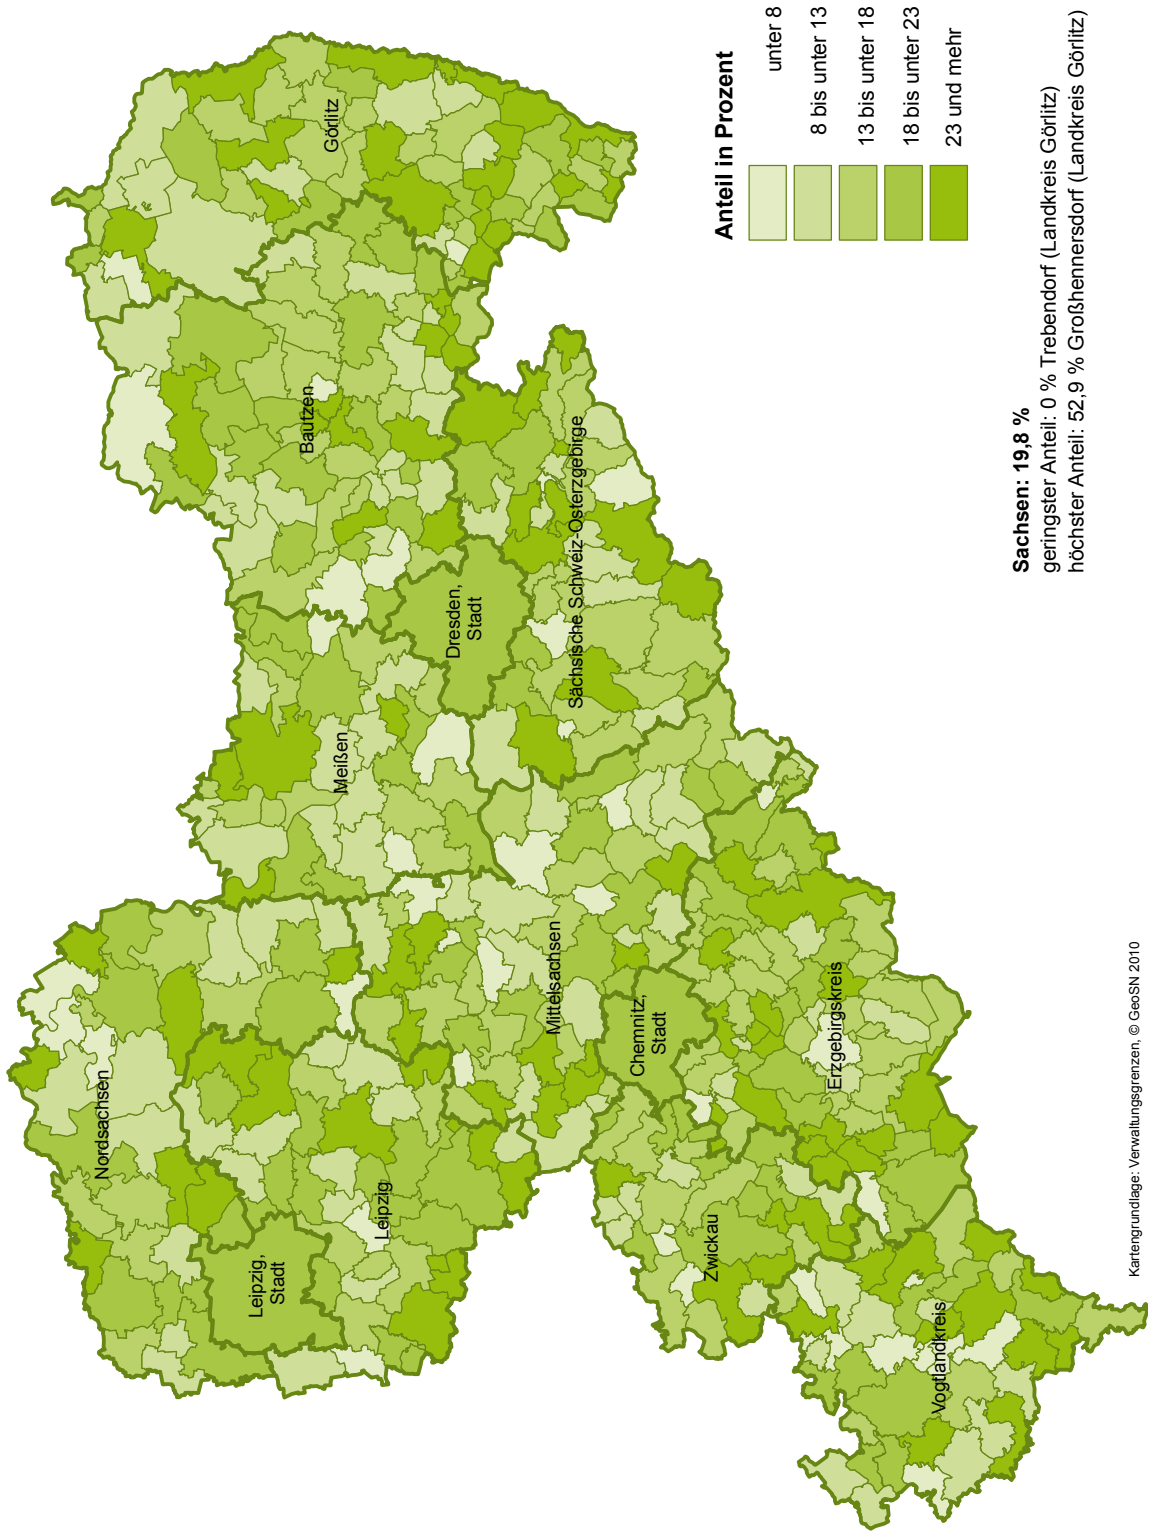 Nordsachsen
Leipzig,
Stadt
Leipzig
Meißen
Bautzen
Görlitz
Dresden,
Stadt
Sächsische Schweiz-Osterzgebirge
Mittelsachsen
Chemnitz,
Stadt
Zwickau
Erzgebirgskreis
Vogtlandkreis
Anteil in Prozent
unter 8
8 bis unter 13
13 bis unter 18
18 bis unter 23
23 und mehr
Sachsen: 19,8 %
geringster Anteil: 0 % Trebendorf (Landkreis Görlitz)
höchster Anteil: 52,9 % Großhennersdorf (Landkreis Görlitz)
Kartengrundlage: Verwaltungsgrenzen, © GeoSN 2010